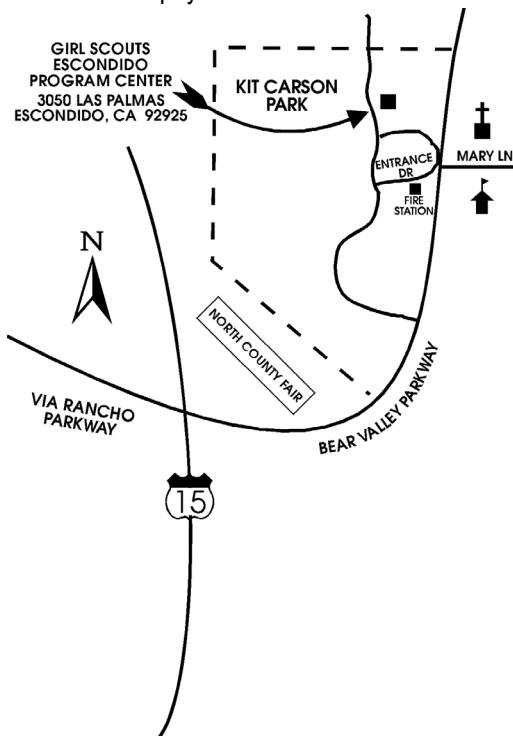 GIRL SCOUTS
ESCONDIDO
PROGRAM CENTER
3050 LAS PALMAS
ESCONDIDO, CA 92925
KIT CARSON
PARK
ENTRANCE
DR
MARY LN
FIRE
STATION
N
NORTH COUNTY FAIR
VIA RANCHO
PARKWAY
BEAR VALLEY PARKWAY
15